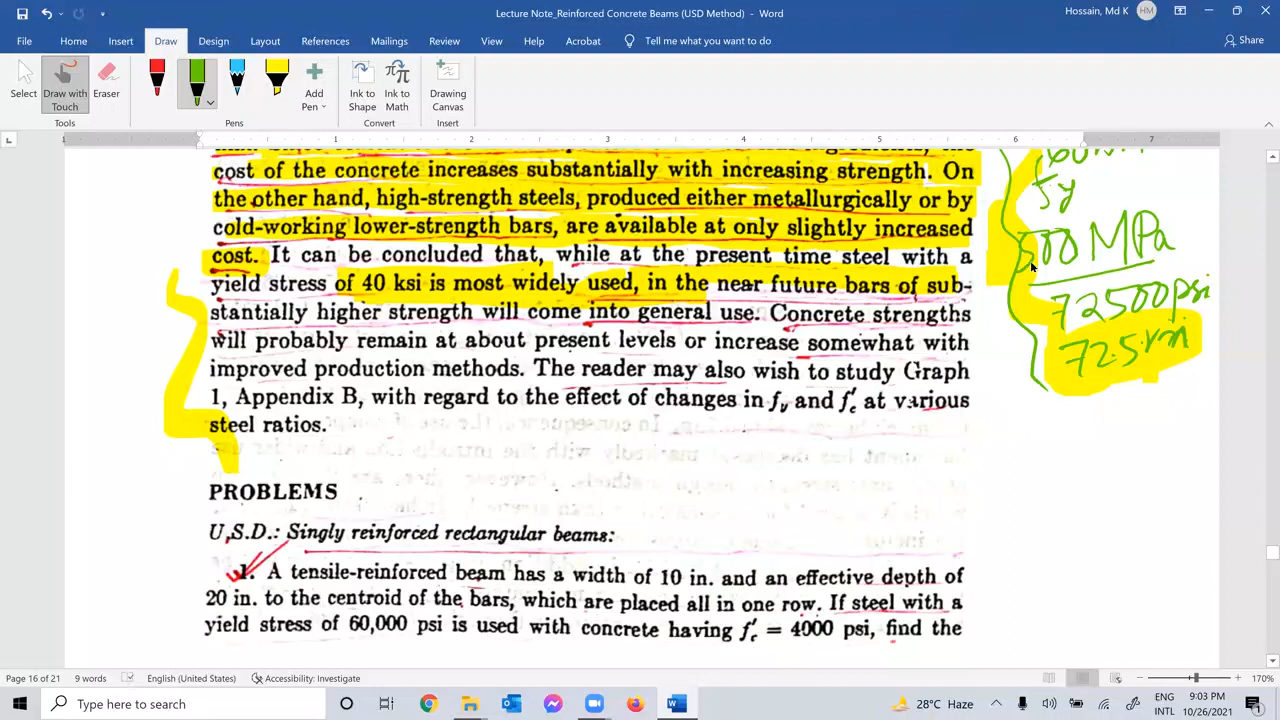 Lecture Note_Reinforced Concrete Beams (USD Method) - Word
Hossain, Md K
HM
File Home Insert Draw Design Layout References Mailings Review View Help Acrobat Tell me what you want to do
Share
Select
Draw with Touch
Eraser
Add Pen
Ink to Shape
Ink to Math
Drawing Canvas
Tools
Pens
Convert
Insert
1 1 2 3 4 5 6 7
cost of the concrete increases substantially with increasing strength. On
the other hand, high-strength steels, produced either metallurgically or by
cold-working lower-strength bars, are available at only slightly increased
cost. It can be concluded that, while at the present time steel with a
yield stress of 40 ksi is most widely used, in the near future bars of sub-
stantially higher strength will come into general use. Concrete strengths
will probably remain at about present levels or increase somewhat with
improved production methods. The reader may also wish to study Graph
1, Appendix B, with regard to the effect of changes in fy and f′c at various
steel ratios.
fy
500 MPa
72500 psi
72.5 ksi
PROBLEMS
U.S.D.: Singly reinforced rectangular beams:
1. A tensile-reinforced beam has a width of 10 in. and an effective depth of
20 in. to the centroid of the bars, which are placed all in one row. If steel with a
yield stress of 60,000 psi is used with concrete having f′c = 4000 psi, find the
Page 16 of 21 9 words English (United States) Accessibility: Investigate
170%
Type here to search
28°C Haze
ENG
INTL
9:03 PM
10/26/2021